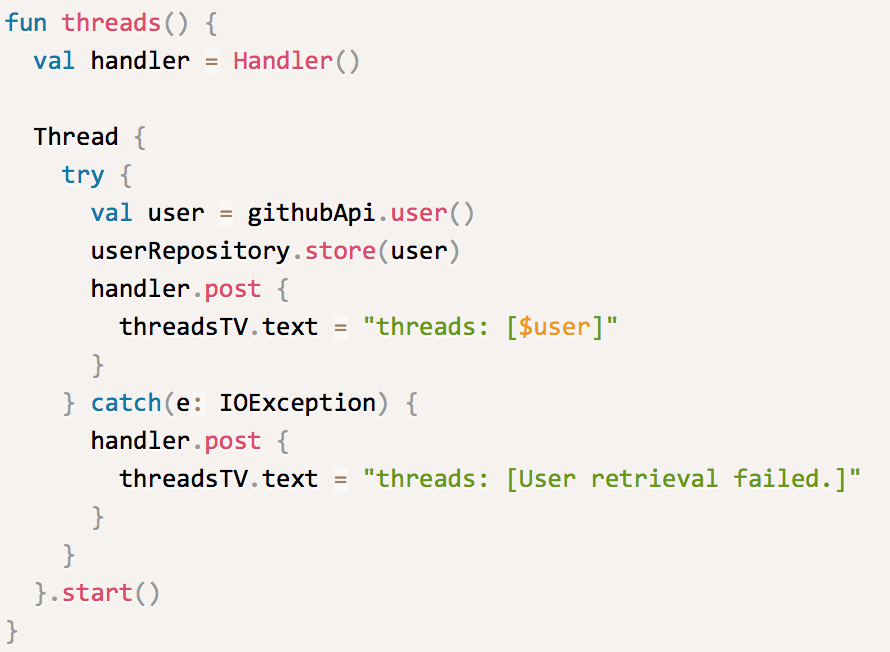 fun threads() {
  val handler = Handler()

  Thread {
    try {
      val user = githubApi.user()
      userRepository.store(user)
      handler.post {
        threadsTV.text = "threads: [$user]"
      }
    } catch(e: IOException) {
      handler.post {
        threadsTV.text = "threads: [User retrieval failed.]"
      }
    }
  }.start()
}